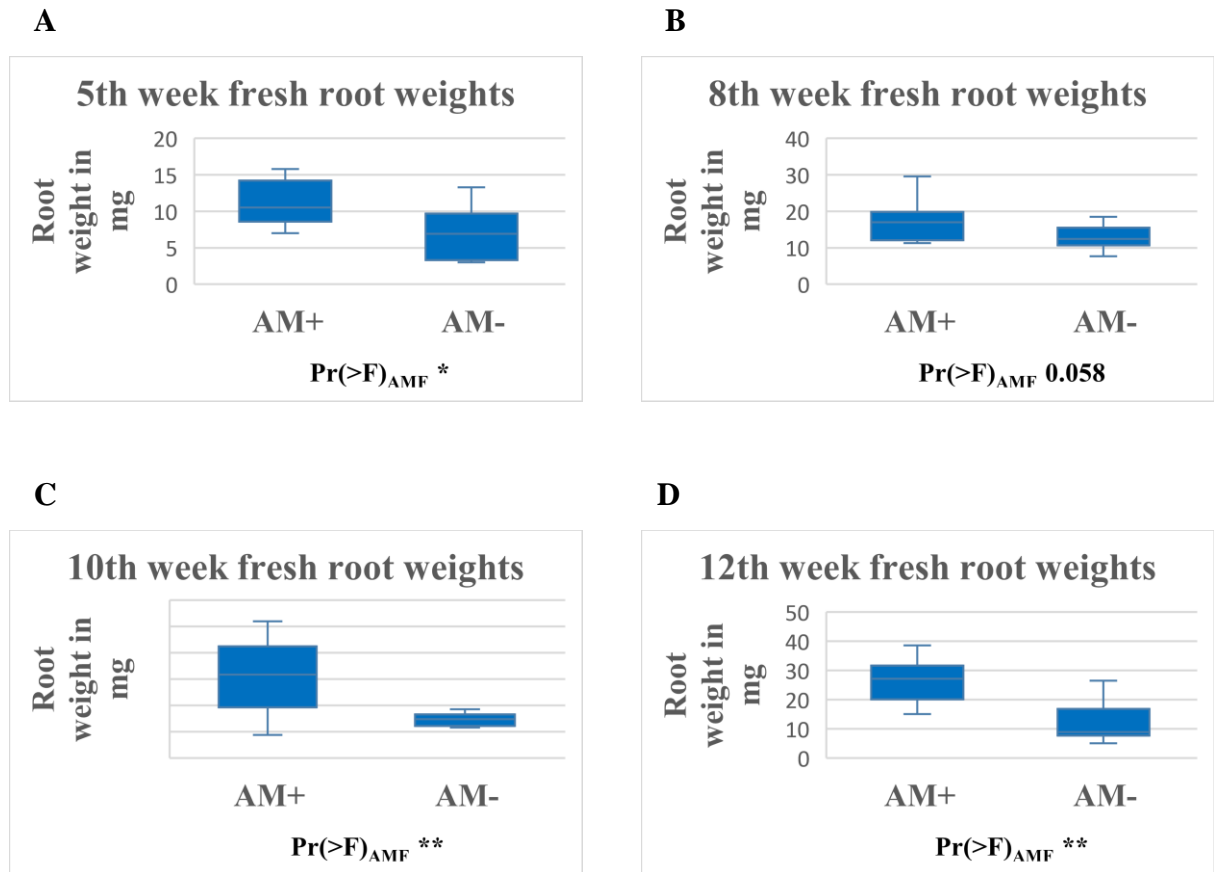 A
5th week fresh root weights
Root
weight in
mg
20
15
10
5
0
AM+ AM-
Pr(>F)AMF *
B
8th week fresh root weights
Root
weight in
mg
40
30
20
10
0
AM+ AM-
Pr(>F)AMF 0.058
C
10th week fresh root weights
Root
weight in
mg
AM+ AM-
Pr(>F)AMF **
D
12th week fresh root weights
Root
weight in
mg
50
40
30
20
10
0
AM+ AM-
Pr(>F)AMF **